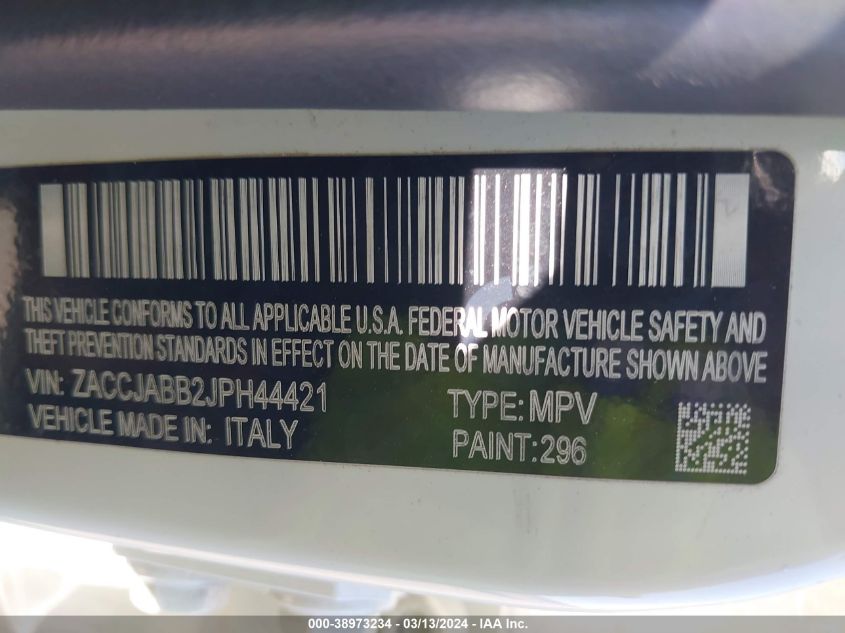 THIS VEHICLE CONFORMS TO ALL APPLICABLE U.S.A. FEDERAL MOTOR VEHICLE SAFETY AND
THEFT PREVENTION STANDARDS IN EFFECT ON THE DATE OF MANUFACTURE SHOWN ABOVE
VIN: ZACCJABB2JPH44421 TYPE: MPV
VEHICLE MADE IN: ITALY PAINT: 296
000-38973234 - 03/13/2024 - IAA Inc.